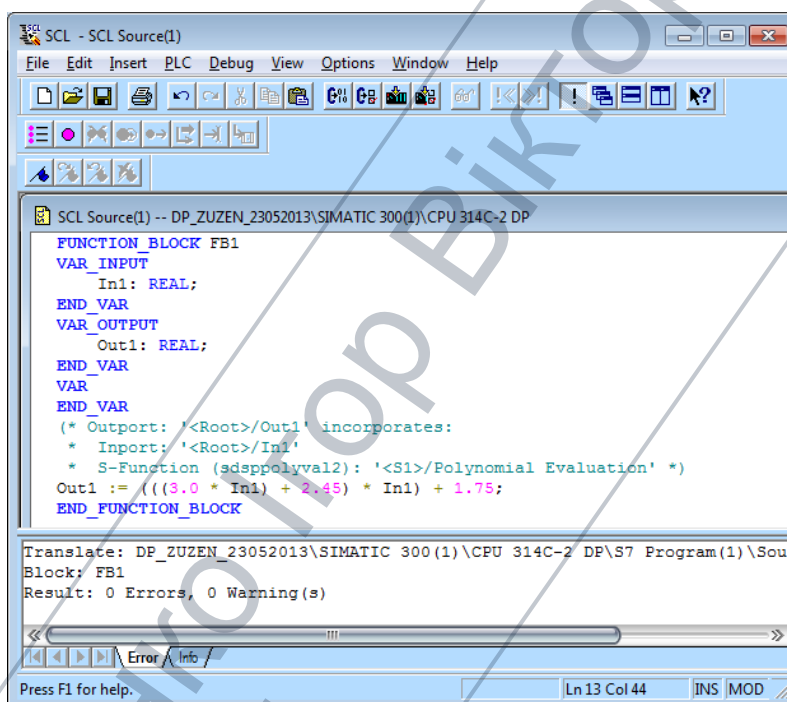 SCL - SCL Source(1)
File Edit Insert PLC Debug View Options Window Help
SCL Source(1) -- DP_ZUZEN_23052013\SIMATIC 300(1)\CPU 314C-2 DP
FUNCTION_BLOCK FB1
VAR_INPUT
In1: REAL;
END_VAR
VAR_OUTPUT
Out1: REAL;
END_VAR
VAR
END_VAR
(* Outport: '<Root>/Out1' incorporates:
* Inport: '<Root>/In1'
* S-Function (sdsppolyval2): '<S1>/Polynomial Evaluation' *)
Out1 := (((3.0 * In1) + 2.45) * In1) + 1.75;
END_FUNCTION_BLOCK
Translate: DP_ZUZEN_23052013\SIMATIC 300(1)\CPU 314C-2 DP\S7 Program(1)\Sou
Block: FB1
Result: 0 Errors, 0 Warning(s)
Error Info
Press F1 for help. Ln 13 Col 44 INS MOD
нко Ігор Віктор